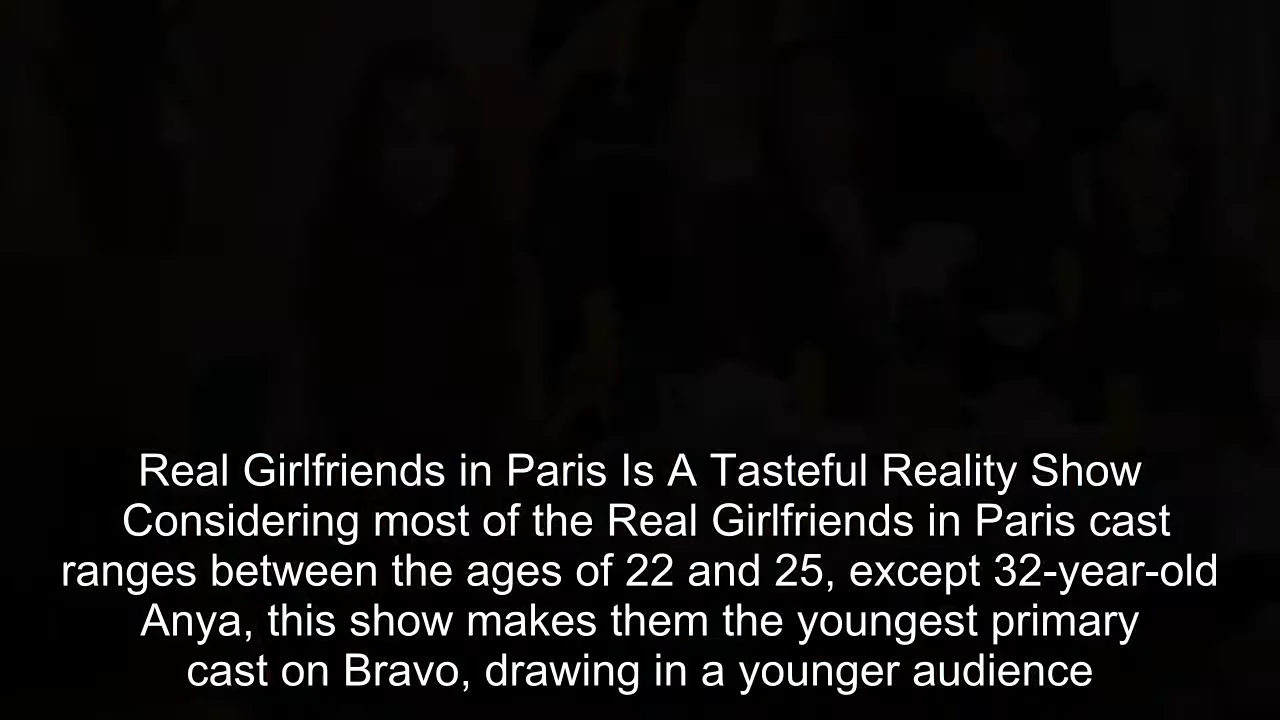 Real Girlfriends in Paris Is A Tasteful Reality Show
Considering most of the Real Girlfriends in Paris cast
ranges between the ages of 22 and 25, except 32-year-old
Anya, this show makes them the youngest primary
cast on Bravo, drawing in a younger audience